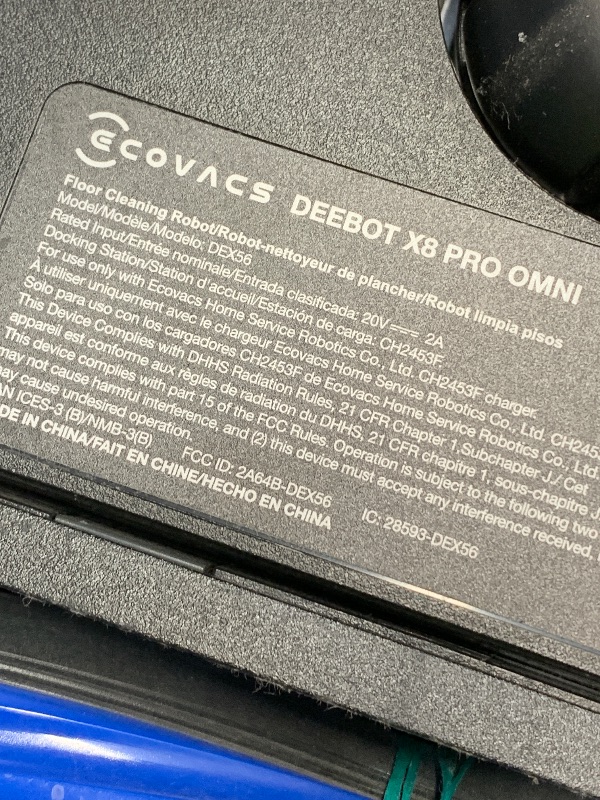 ECOVACS DEEBOT X8 PRO OMNI
Floor Cleaning Robot/Robot-nettoyeur de plancher/Robot limpia pisos
Model/Modèle/Modelo: DEX56
Rated Input/Entrée nominale/Entrada clasificada: 20V⎓ 2A
Docking Station/Station d'accueil/Estación de carga: CH2453F
For use only with Ecovacs Home Service Robotics Co., Ltd. CH2453F charger.
À utiliser uniquement avec le chargeur Ecovacs Home Service Robotics Co., Ltd. CH245
Solo para uso con los cargadores CH2453F de Ecovacs Home Service Robotics Co., Ltd
This Device Complies with DHHS Radiation Rules, 21 CFR Chapter 1, Subchapter J./ Cet
appareil est conforme aux règles de radiation du DHHS, 21 CFR chapitre 1, sous-chapitre J
This device complies with part 15 of the FCC Rules. Operation is subject to the following two
may not cause harmful interference, and (2) this device must accept any interference received,
ay cause undesired operation.
AN ICES-3 (B)/NMB-3(B) FCC ID: 2A64B-DEX56 IC: 28593-DEX56
DE IN CHINA/FAIT EN CHINE/HECHO EN CHINA